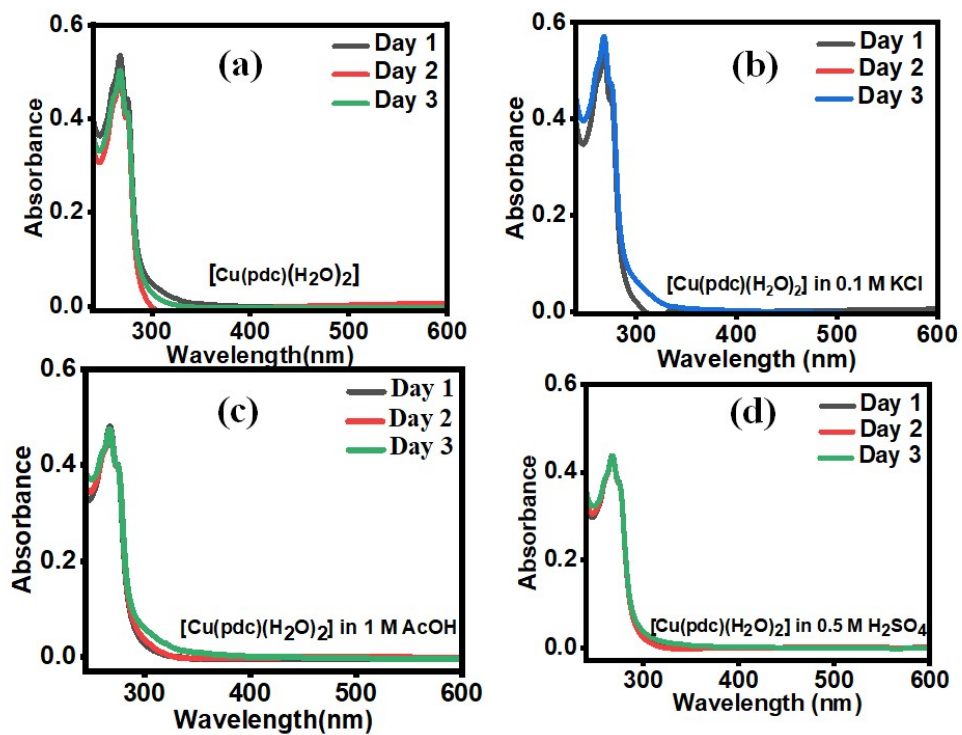 0.6
0.4
0.2
0.0
Absorbance
(a)
Day 1
Day 2
Day 3
[Cu(pdc)(H₂O)₂]
300 400 500 600
Wavelength(nm)
0.6
0.4
0.2
0.0
Absorbance
(b)
Day 1
Day 2
Day 3
[Cu(pdc)(H₂O)₂] in 0.1 M KCl
300 400 500 600
Wavelength (nm)
0.6
0.4
0.2
0.0
Absorbance
(c)
Day 1
Day 2
Day 3
[Cu(pdc)(H₂O)₂] in 1 M AcOH
300 400 500 600
Wavelength(nm)
0.6
0.4
0.2
0.0
Absorbance
(d)
Day 1
Day 2
Day 3
[Cu(pdc)(H₂O)₂] in 0.5 M H₂SO₄
300 400 500 600
Wavelength (nm)